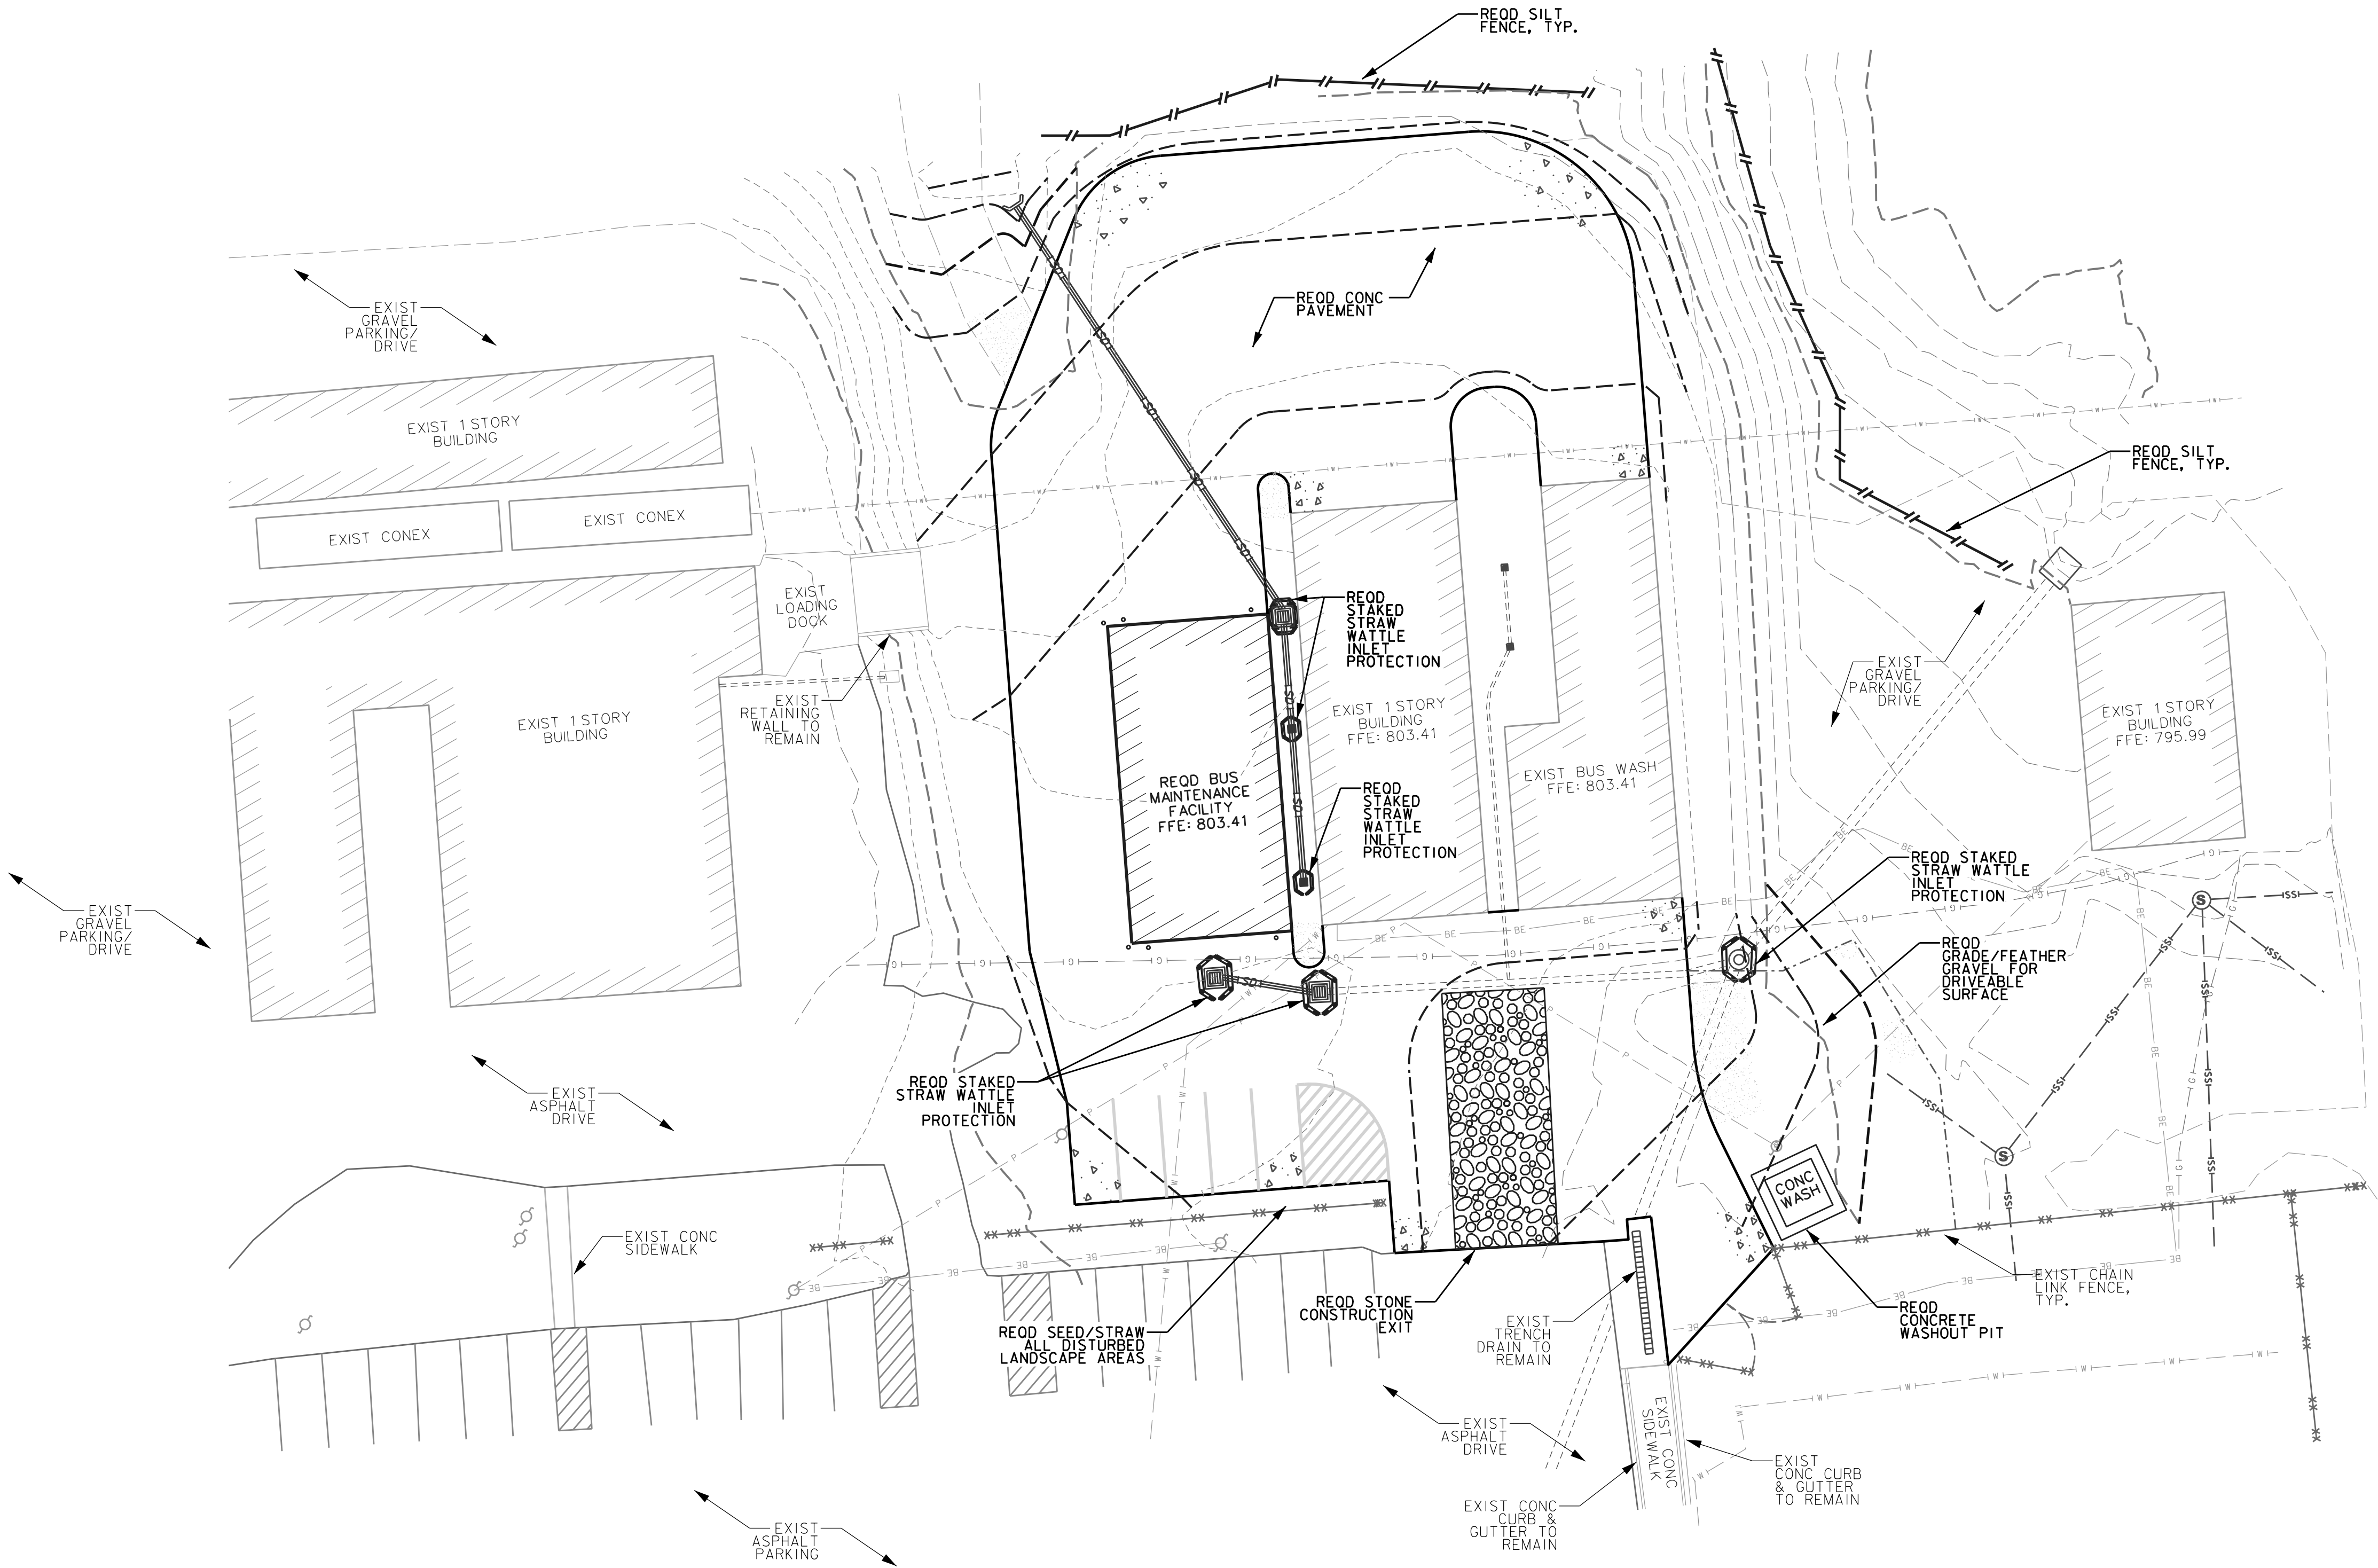 REQD SILT
FENCE, TYP.
EXIST
GRAVEL
PARKING/
DRIVE
REQD CONC
PAVEMENT
EXIST 1 STORY
BUILDING
REQD SILT
FENCE, TYP.
EXIST CONEX
EXIST CONEX
EXIST
LOADING
DOCK
REQD
STAKED
STRAW
WATTLE
INLET
PROTECTION
EXIST
GRAVEL
PARKING/
DRIVE
EXIST
RETAINING
WALL TO
REMAIN
EXIST 1 STORY
BUILDING
EXIST 1 STORY
BUILDING
FFE: 803.41
EXIST 1 STORY
BUILDING
FFE: 795.99
REQD BUS
MAINTENANCE
FACILITY
FFE: 803.41
EXIST BUS WASH
FFE: 803.41
REQD
STAKED
STRAW
WATTLE
INLET
PROTECTION
REQD STAKED
STRAW WATTLE
INLET
PROTECTION
EXIST
GRAVEL
PARKING/
DRIVE
REQD
GRADE/FEATHER
GRAVEL FOR
DRIVEABLE
SURFACE
REQD STAKED
STRAW WATTLE
INLET
PROTECTION
EXIST
ASPHALT
DRIVE
CONC
WASH
EXIST CONC
SIDEWALK
EXIST CHAIN
LINK FENCE,
TYP.
REQD STONE
CONSTRUCTION
EXIT
REQD
CONCRETE
WASHOUT PIT
EXIST
TRENCH
DRAIN TO
REMAIN
REQD SEED/STRAW
ALL DISTURBED
LANDSCAPE AREAS
EXIST
ASPHALT
DRIVE
EXIST CONC
SIDEWALK
EXIST
CONC CURB
& GUTTER
TO REMAIN
EXIST CONC
CURB &
GUTTER TO
REMAIN
EXIST
ASPHALT
PARKING